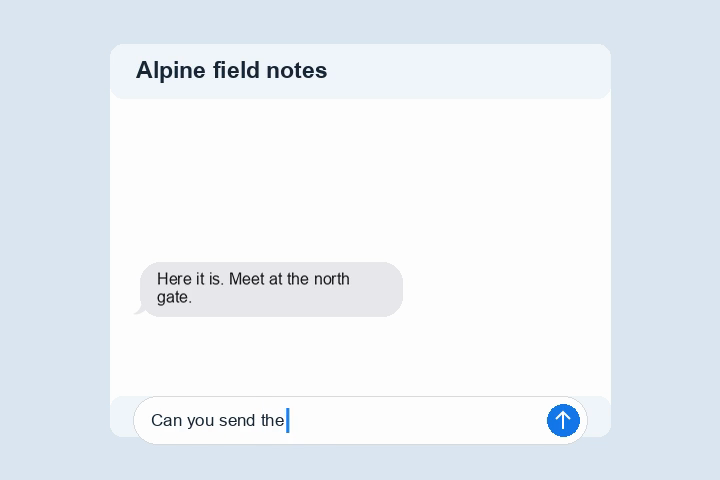 Alpine field notes
Here it is. Meet at the north
gate.
Can you send the